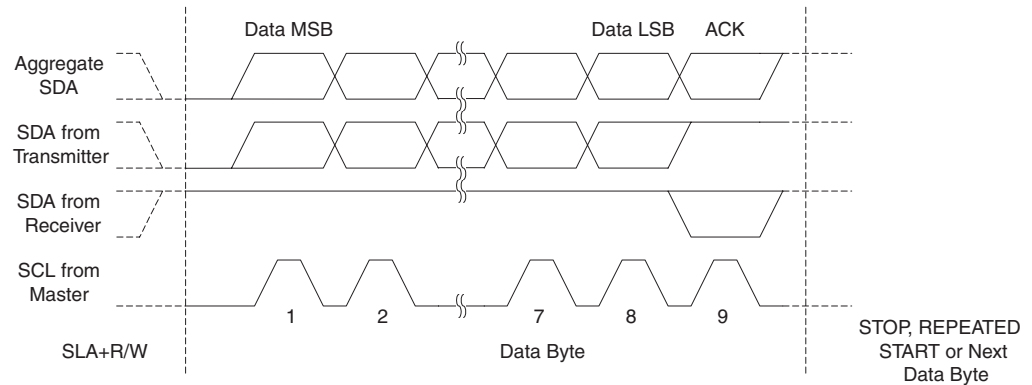 Data MSB
Data LSB
ACK
Aggregate
SDA
SDA from
Transmitter
SDA from
Receiver
SCL from
Master
1
2
7
8
9
SLA+R/W
Data Byte
STOP, REPEATED
START or Next
Data Byte